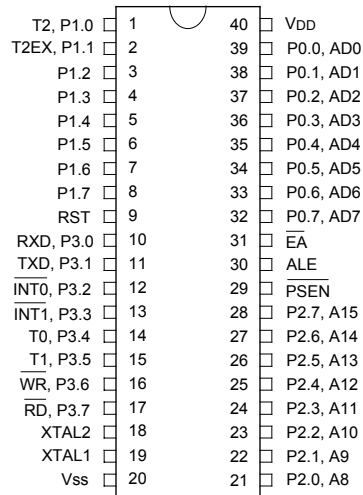 T2, P1.0 1 40 VDD
T2EX, P1.1 2 39 P0.0, AD0
P1.2 3 38 P0.1, AD1
P1.3 4 37 P0.2, AD2
P1.4 5 36 P0.3, AD3
P1.5 6 35 P0.4, AD4
P1.6 7 34 P0.5, AD5
P1.7 8 33 P0.6, AD6
RST 9 32 P0.7, AD7
RXD, P3.0 10 31 E̅A̅
TXD, P3.1 11 30 ALE
I̅N̅T̅0̅, P3.2 12 29 P̅S̅E̅N̅
I̅N̅T̅1̅, P3.3 13 28 P2.7, A15
T0, P3.4 14 27 P2.6, A14
T1, P3.5 15 26 P2.5, A13
W̅R̅, P3.6 16 25 P2.4, A12
R̅D̅, P3.7 17 24 P2.3, A11
XTAL2 18 23 P2.2, A10
XTAL1 19 22 P2.1, A9
Vss 20 21 P2.0, A8